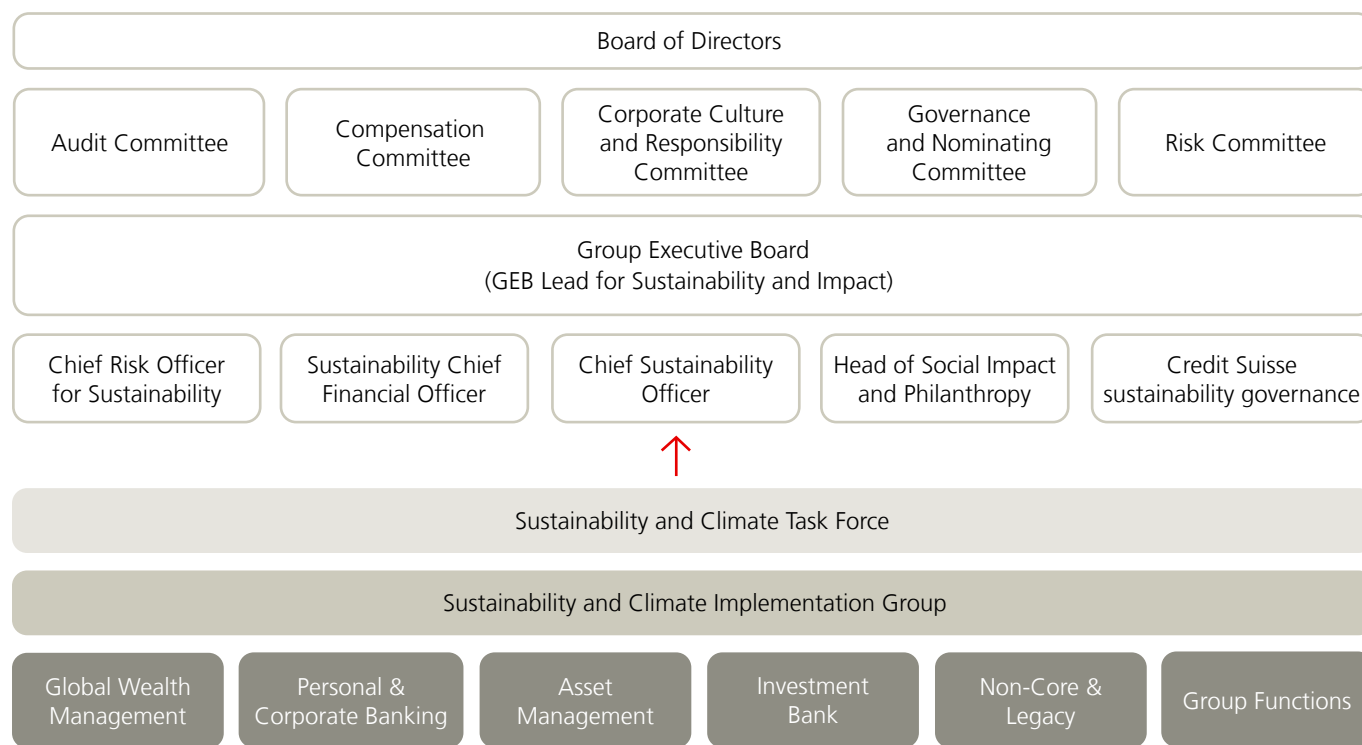 Board of Directors
Audit Committee
Compensation
Committee
Corporate Culture
and Responsibility
Committee
Governance
and Nominating
Committee
Risk Committee
Group Executive Board
(GEB Lead for Sustainability and Impact)
Chief Risk Officer
for Sustainability
Sustainability Chief
Financial Officer
Chief Sustainability
Officer
Head of Social Impact
and Philanthropy
Credit Suisse
sustainability governance
Sustainability and Climate Task Force
Sustainability and Climate Implementation Group
Global Wealth
Management
Personal &
Corporate Banking
Asset
Management
Investment
Bank
Non-Core &
Legacy
Group Functions